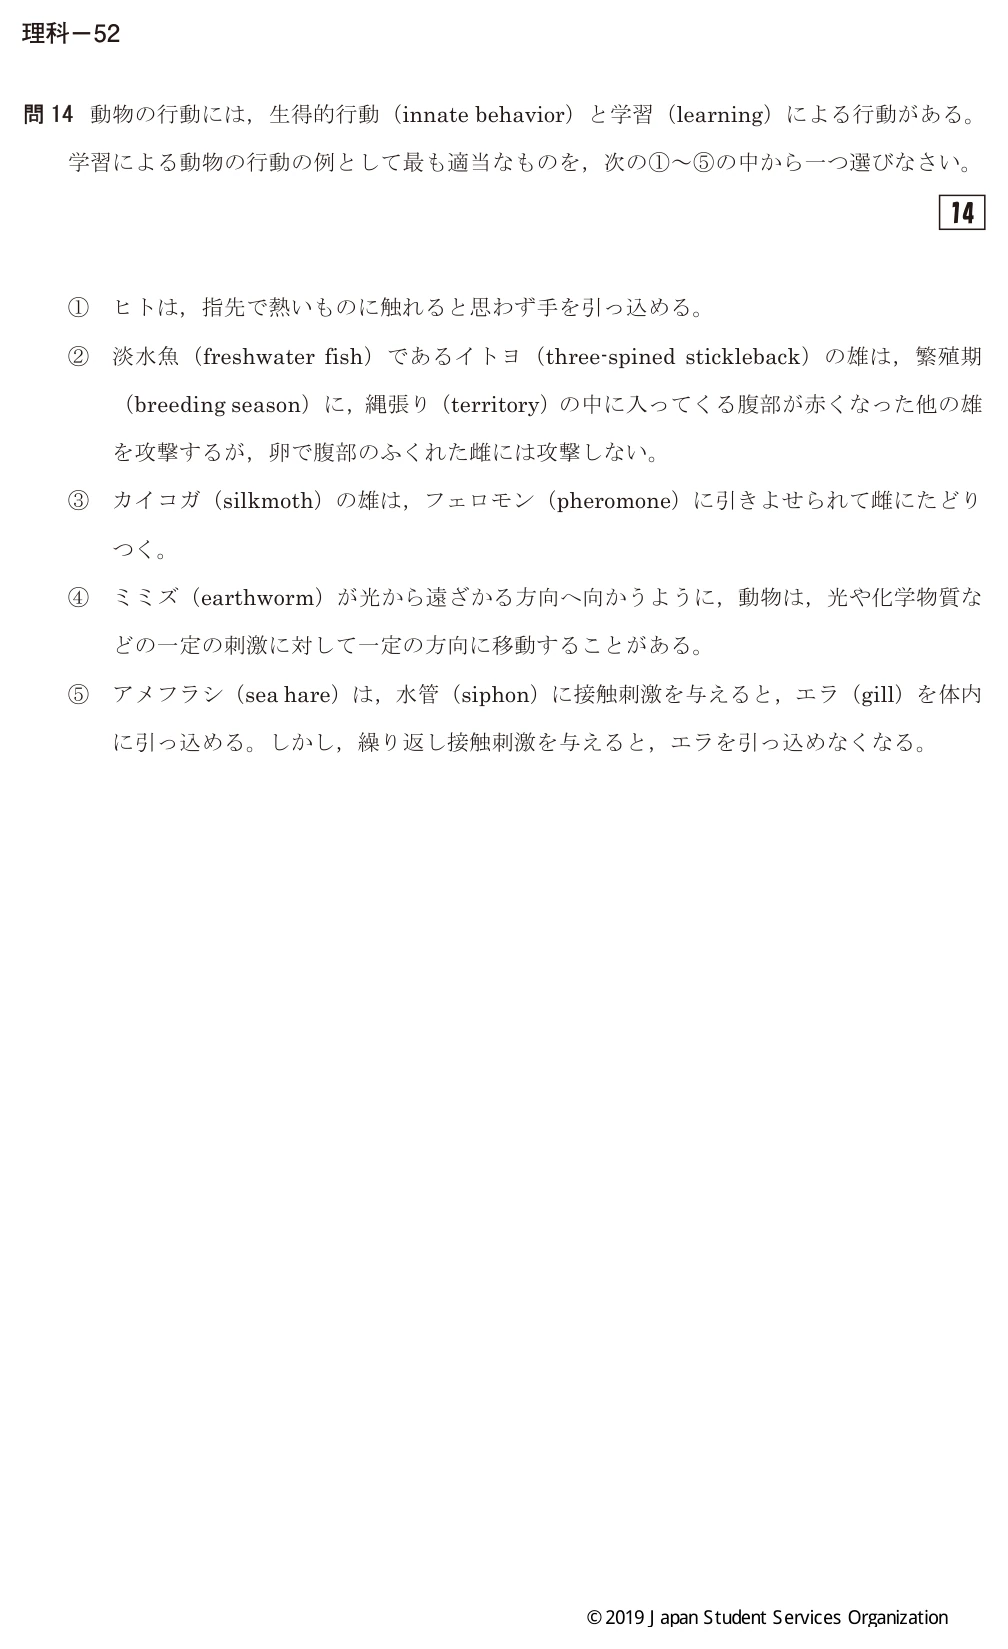 理科－52
問 14 動物の行動には，生得的行動（innate behavior）と学習（learning）による行動がある。
学習による動物の行動の例として最も適当なものを，次の①～⑤の中から一つ選びなさい。
14
① ヒトは，指先で熱いものに触れると思わず手を引っ込める。
② 淡水魚（freshwater fish）であるイトヨ（three-spined stickleback）の雄は，繁殖期
（breeding season）に，縄張り（territory）の中に入ってくる腹部が赤くなった他の雄
を攻撃するが，卵で腹部のふくれた雌には攻撃しない。
③ カイコガ（silkmoth）の雄は，フェロモン（pheromone）に引きよせられて雌にたどり
つく。
④ ミミズ（earthworm）が光から遠ざかる方向へ向かうように，動物は，光や化学物質な
どの一定の刺激に対して一定の方向に移動することがある。
⑤ アメフラシ（sea hare）は，水管（siphon）に接触刺激を与えると，エラ（gill）を体内
に引っ込める。しかし，繰り返し接触刺激を与えると，エラを引っ込めなくなる。
© 2019 Japan Student Services Organization